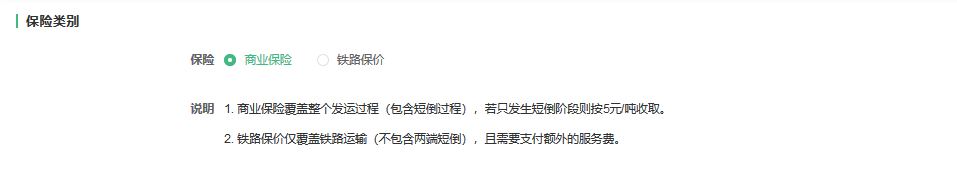 保险类别
保险 商业保险 铁路保价
说明 1. 商业保险覆盖整个发运过程（包含短倒过程），若只发生短倒阶段则按5元/吨收取。
2. 铁路保价仅覆盖铁路运输（不包含两端短倒），且需要支付额外的服务费。